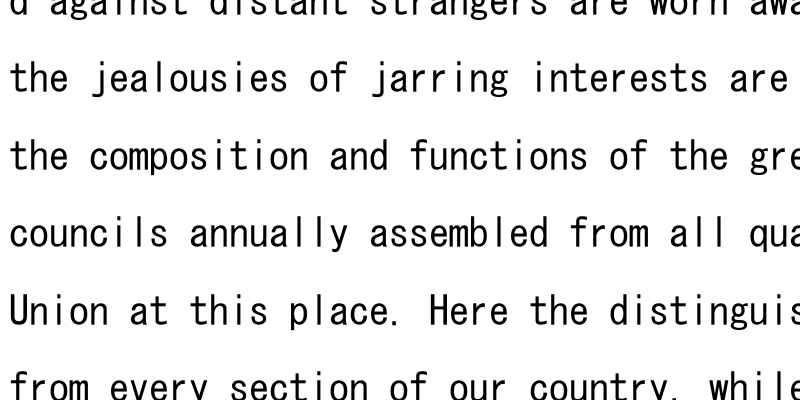 d against distant strangers are worn awa
the jealousies of jarring interests are
the composition and functions of the gre
councils annually assembled from all qua
Union at this place. Here the distinguis
from every section of our country, while